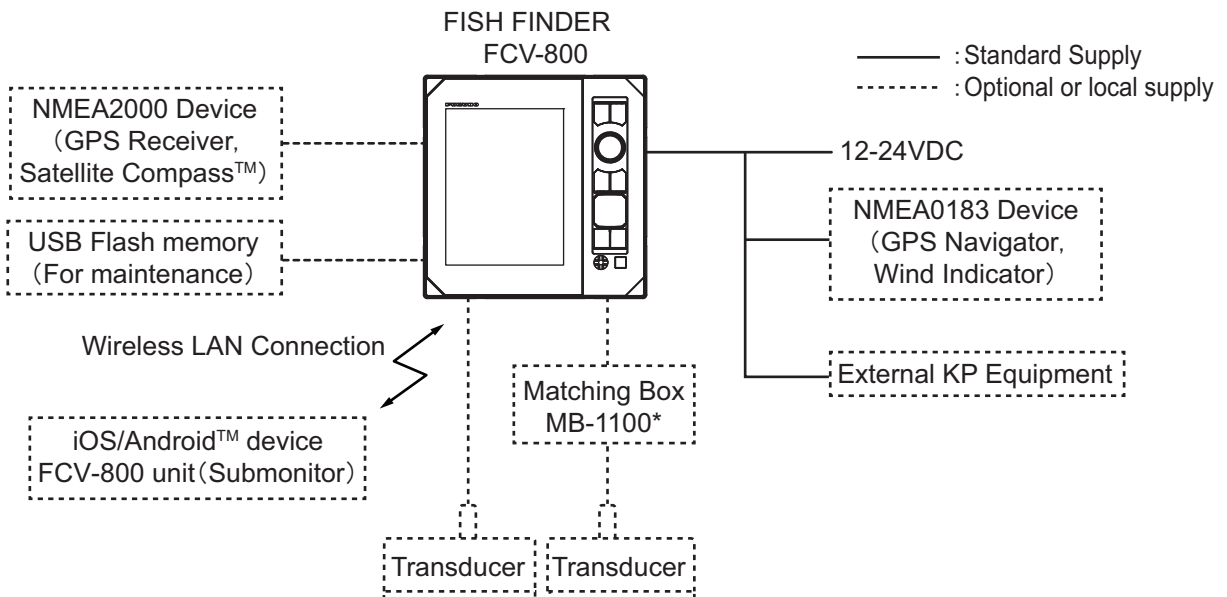 FISH FINDER
FCV-800
: Standard Supply
: Optional or local supply
NMEA2000 Device
(GPS Receiver,
Satellite Compass™)
USB Flash memory
(For maintenance)
12-24VDC
NMEA0183 Device
(GPS Navigator,
Wind Indicator)
External KP Equipment
Wireless LAN Connection
iOS/Android™ device
FCV-800 unit(Submonitor)
Matching Box
MB-1100*
Transducer
Transducer